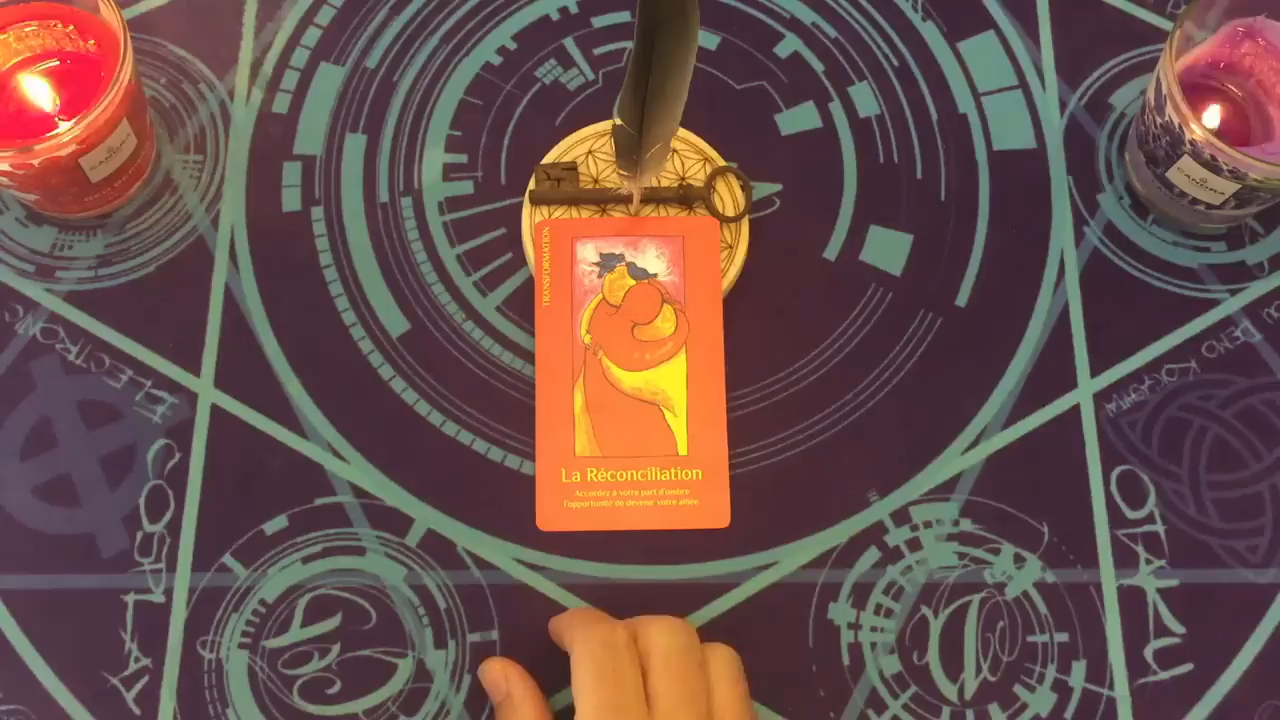 TRANSFORMATION
La Réconciliation
Accordez à votre part d'ombre
l'opportunité de devenir votre alliée
CANDRA
CANDRA
ELECTRONIC
COSPLAY
OTAKU